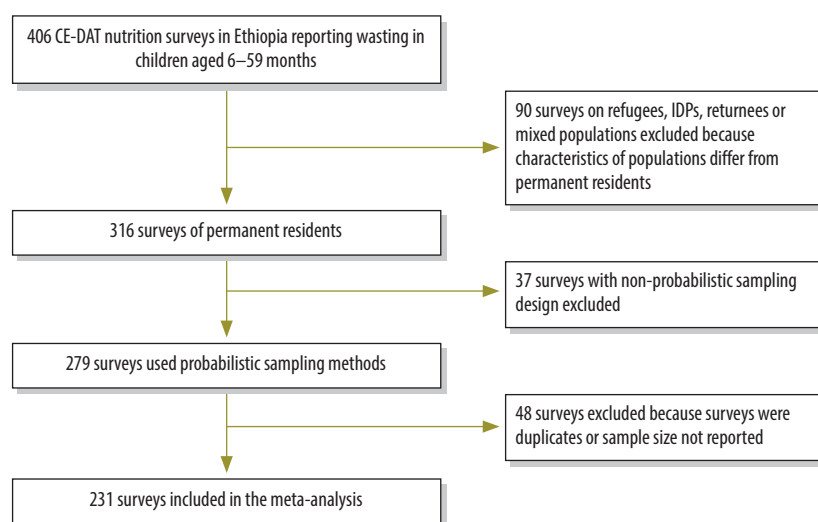 406 CE-DAT nutrition surveys in Ethiopia reporting wasting in
children aged 6–59 months
90 surveys on refugees, IDPs, returnees or
mixed populations excluded because
characteristics of populations differ from
permanent residents
316 surveys of permanent residents
37 surveys with non-probabilistic sampling
design excluded
279 surveys used probabilistic sampling methods
48 surveys excluded because surveys were
duplicates or sample size not reported
231 surveys included in the meta-analysis